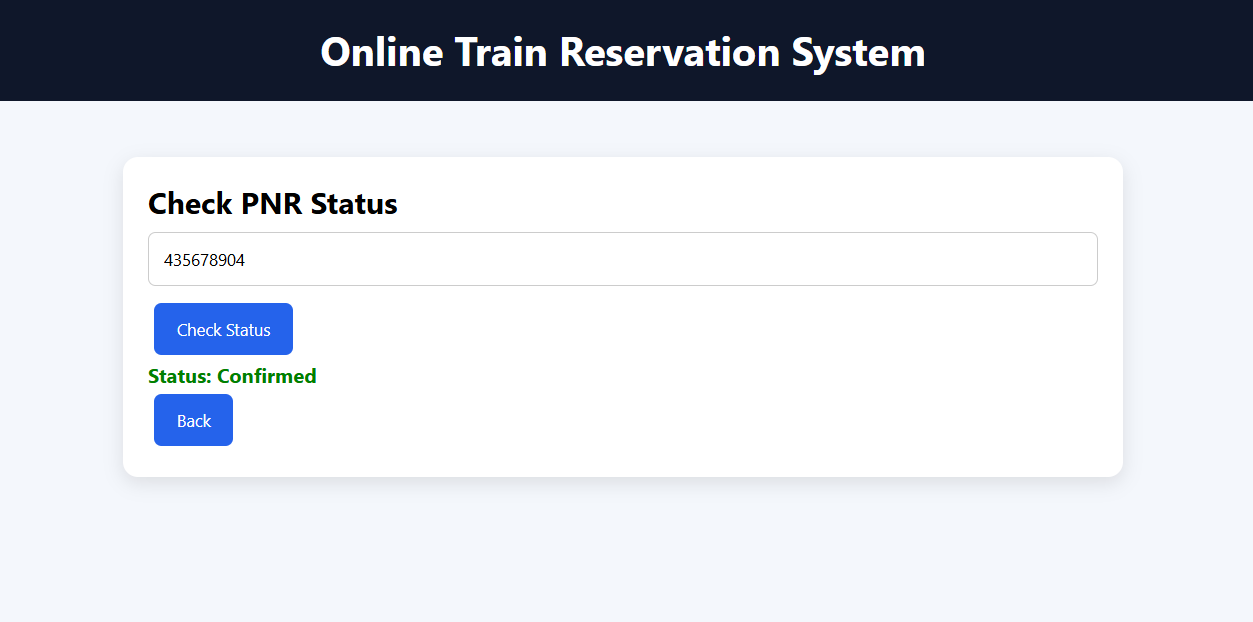 Online Train Reservation System
Check PNR Status
435678904
Check Status
Status: Confirmed
Back